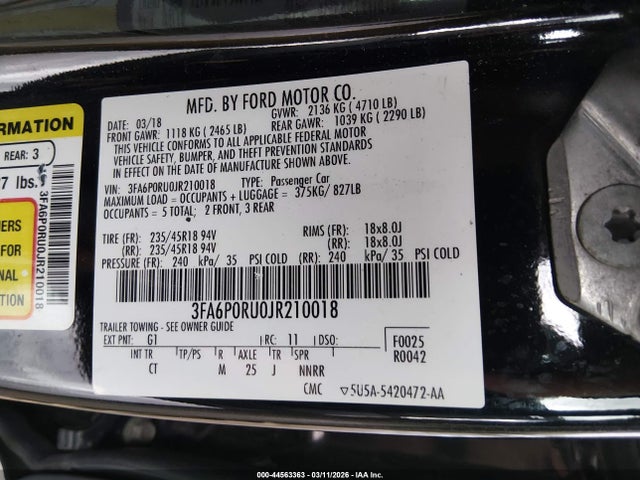 MFD. BY FORD MOTOR CO.
DATE: 03/18 GVWR: 2136 KG ( 4710 LB)
FRONT GAWR: 1118 KG ( 2465 LB) REAR GAWR: 1039 KG ( 2290 LB)
THIS VEHICLE CONFORMS TO ALL APPLICABLE FEDERAL MOTOR
VEHICLE SAFETY, BUMPER, AND THEFT PREVENTION STANDARDS
IN EFFECT ON THE DATE OF MANUFACTURE SHOWN ABOVE.
VIN: 3FA6P0RU0JR210018 TYPE: Passenger Car
MAXIMUM LOAD = OCCUPANTS + LUGGAGE = 375KG/ 827LB
OCCUPANTS = 5 TOTAL; 2 FRONT, 3 REAR
TIRE (FR): 235/45R18 94V RIMS (FR): 18x8.0J
(RR): 235/45R18 94V (RR): 18x8.0J
PRESSURE (FR): 240 kPa/ 35 PSI COLD (RR): 240 kPa/ 35 PSI COLD
3FA6P0RU0JR210018
TRAILER TOWING - SEE OWNER GUIDE
EXT PNT: G1 RC: 11 DSO: F0025
R0042
INT TR TP/PS R AXLE TR SPR
CT M 25 J NNRR
CMC ▽5U5A-5420472-AA
ORMATION
REAR: 3
7 lbs.
3FA6P0RU0JR210018
ERS
FOR
NAL
TION
000-44563363 - 03/11/2026 - IAA Inc.